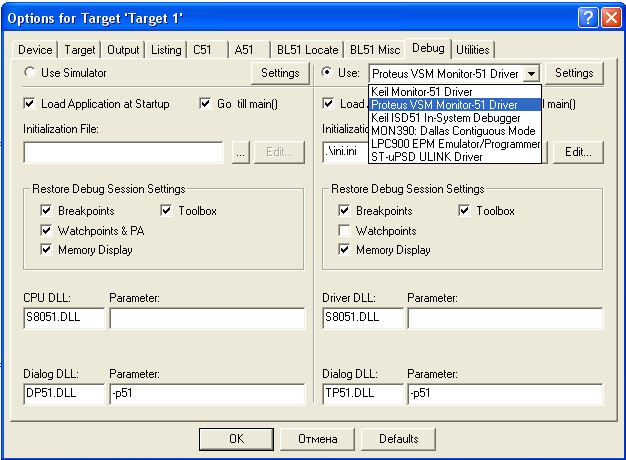 Options for Target 'Target 1'
Device Target Output Listing C51 A51 BL51 Locate BL51 Misc Debug Utilities
Use Simulator Settings
Use: Proteus VSM Monitor-51 Driver Settings
Keil Monitor-51 Driver
Proteus VSM Monitor-51 Driver
Keil ISD51 In-System Debugger
MON390: Dallas Contiguous Mode
LPC900 EPM Emulator/Programmer
ST-uPSD ULINK Driver
Load Application at Startup Go till main()
main()
Initialization File:
... Edit...
.\ini.ini Edit...
Restore Debug Session Settings
Breakpoints Toolbox
Watchpoints & PA
Memory Display
Restore Debug Session Settings
Breakpoints Toolbox
Watchpoints
Memory Display
CPU DLL: Parameter:
S8051.DLL
Driver DLL: Parameter:
S8051.DLL
Dialog DLL: Parameter:
DP51.DLL -p51
Dialog DLL: Parameter:
TP51.DLL -p51
OK Отмена Defaults